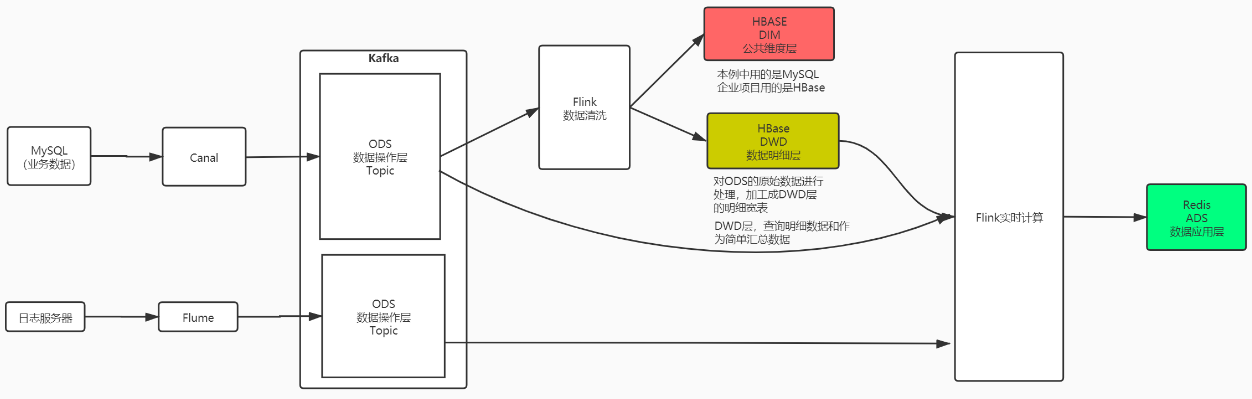 MySQL
（业务数据）
Canal
日志服务器
Flume
Kafka
ODS
数据操作层
Topic
ODS
数据操作层
Topic
Flink
数据清洗
HBASE
DIM
公共维度层
本例中用的是MySQL
企业项目用的是HBase
HBase
DWD
数据明细层
对ODS的原始数据进行
处理，加工成DWD层
的明细宽表
DWD层，查询明细数据和作
为简单汇总数据
Flink实时计算
Redis
ADS
数据应用层